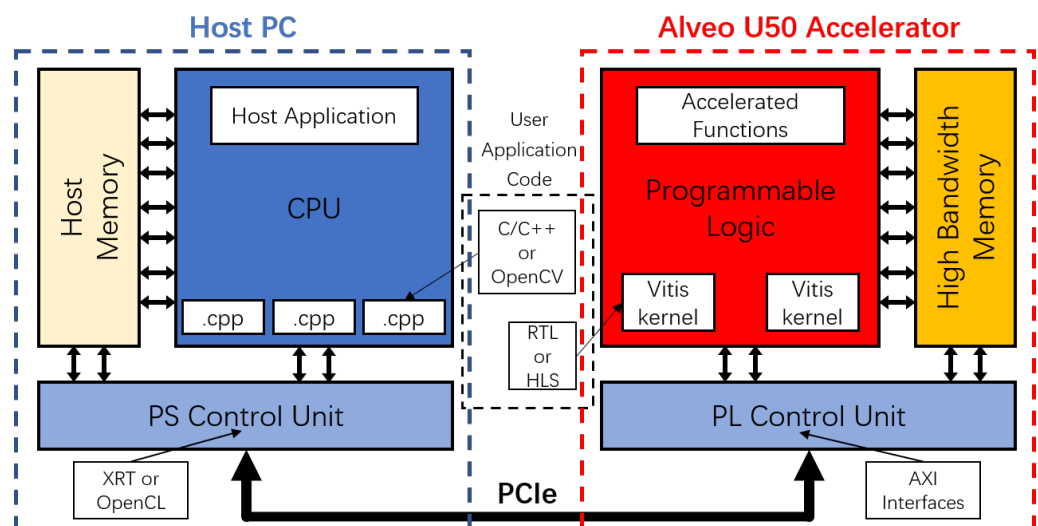 Host PC
Alveo U50 Accelerator
Host
Memory
Host Application
CPU
.cpp
.cpp
.cpp
User
Application
Code
C/C++
or
OpenCV
RTL
or
HLS
Accelerated
Functions
Programmable
Logic
Vitis
kernel
Vitis
kernel
High Bandwidth
Memory
PS Control Unit
PL Control Unit
XRT or
OpenCL
PCIe
AXI
Interfaces